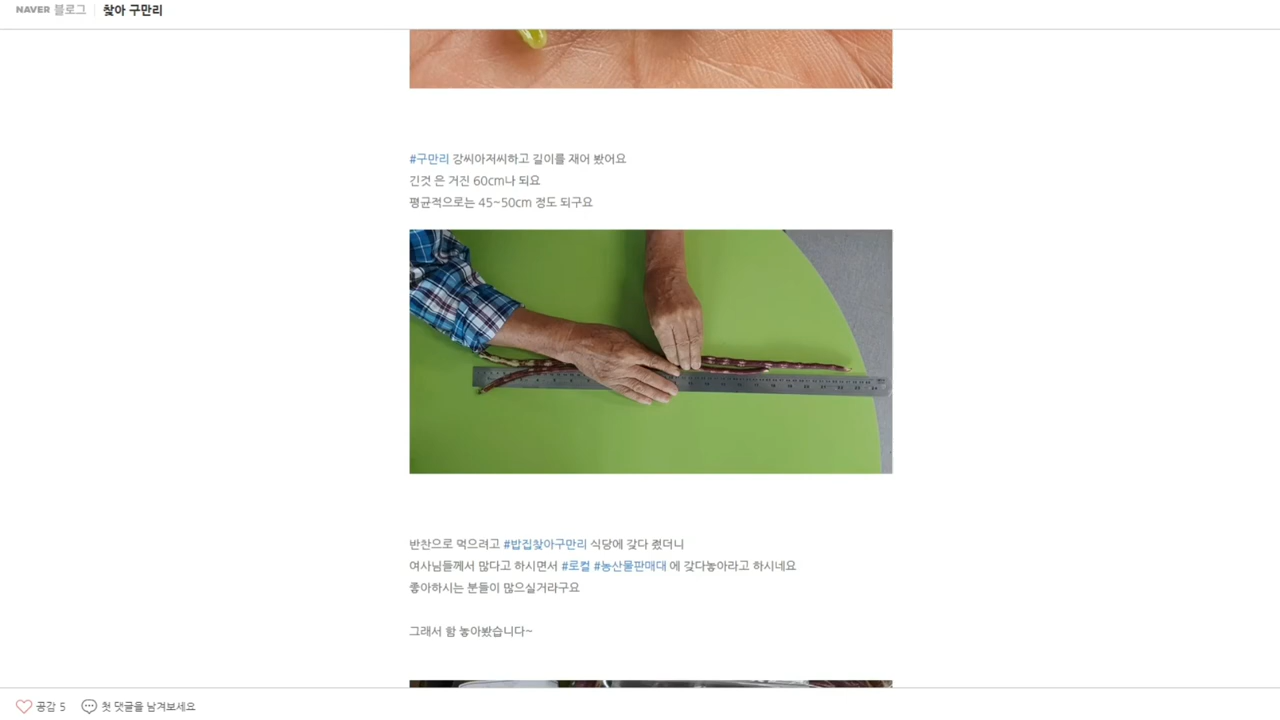 NAVER 블로그 찾아 구만리
#구만리 강씨아저씨하고 길이를 재어 봤어요
긴것 은 거진 60cm나 되요
평균적으로는 45~50cm 정도 되구요
반찬으로 먹으려고 #밥집찾아구만리 식당에 갖다 줬더니
여사님들께서 많다고 하시면서 #로컬 #농산물판매대 에 갖다놓아라고 하시네요
좋아하시는 분들이 많으실거라구요
그래서 함 놓아봤습니다~
공감 5 첫 댓글을 남겨보세요